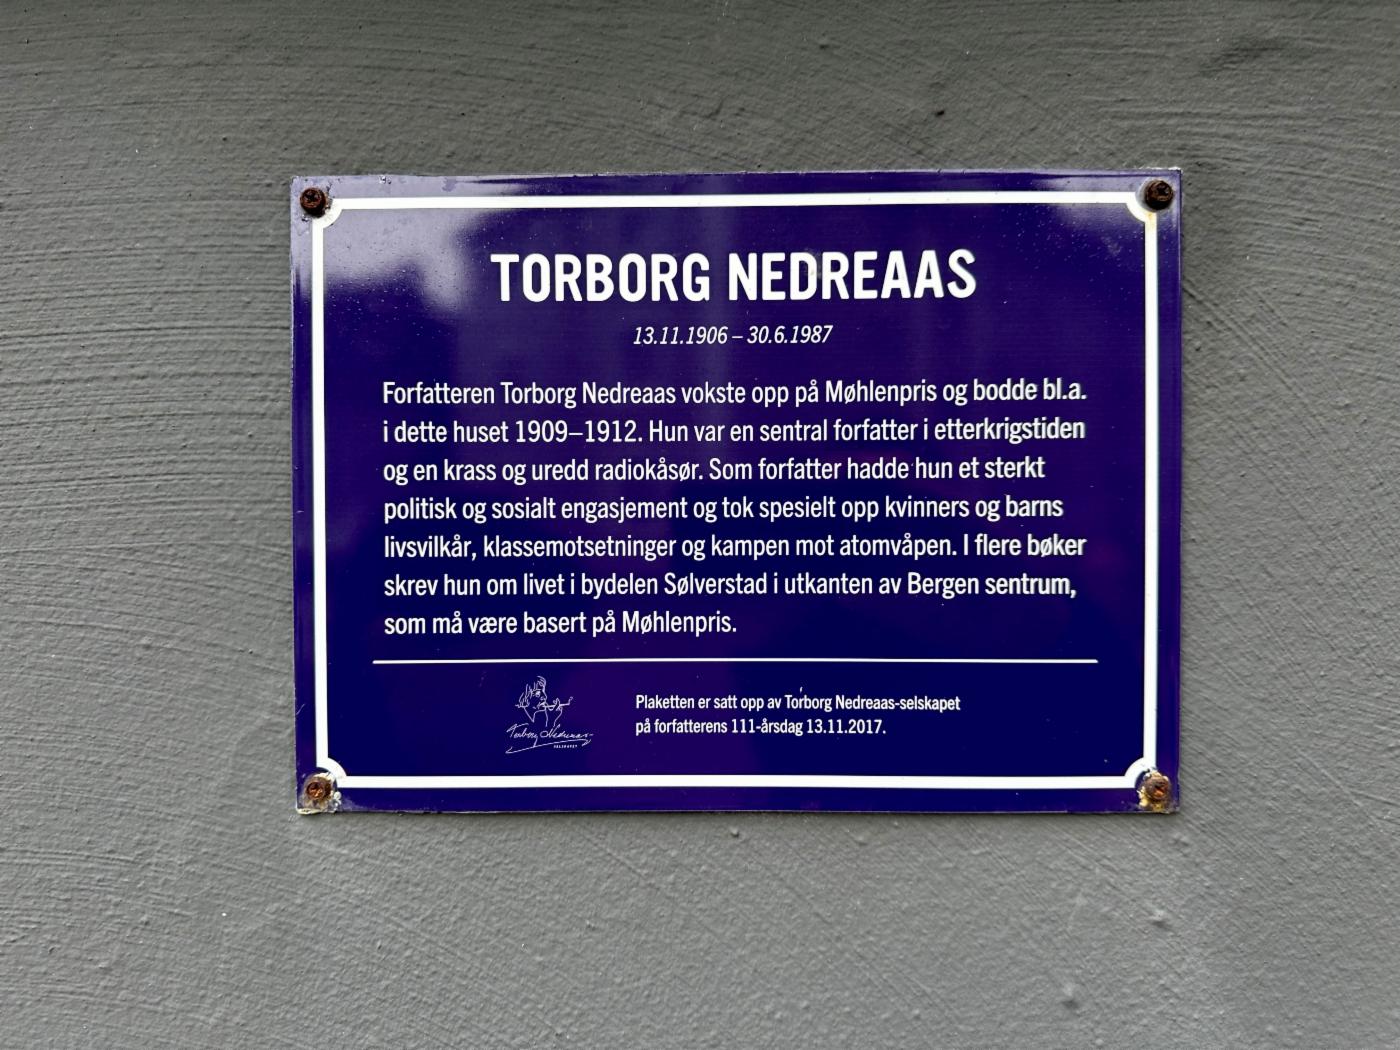 TORBORG NEDREAAS
13.11.1906 – 30.6.1987
Forfatteren Torborg Nedreaas vokste opp på Møhlenpris og bodde bl.a.
i dette huset 1909–1912. Hun var en sentral forfatter i etterkrigstiden
og en krass og uredd radiokåsør. Som forfatter hadde hun et sterkt
politisk og sosialt engasjement og tok spesielt opp kvinners og barns
livsvilkår, klassemotsetninger og kampen mot atomvåpen. I flere bøker
skrev hun om livet i bydelen Sølverstad i utkanten av Bergen sentrum,
som må være basert på Møhlenpris.
Torborg Nedreaas-
SELSKAPET
Plaketten er satt opp av Torborg Nedreaas-selskapet
på forfatterens 111-årsdag 13.11.2017.